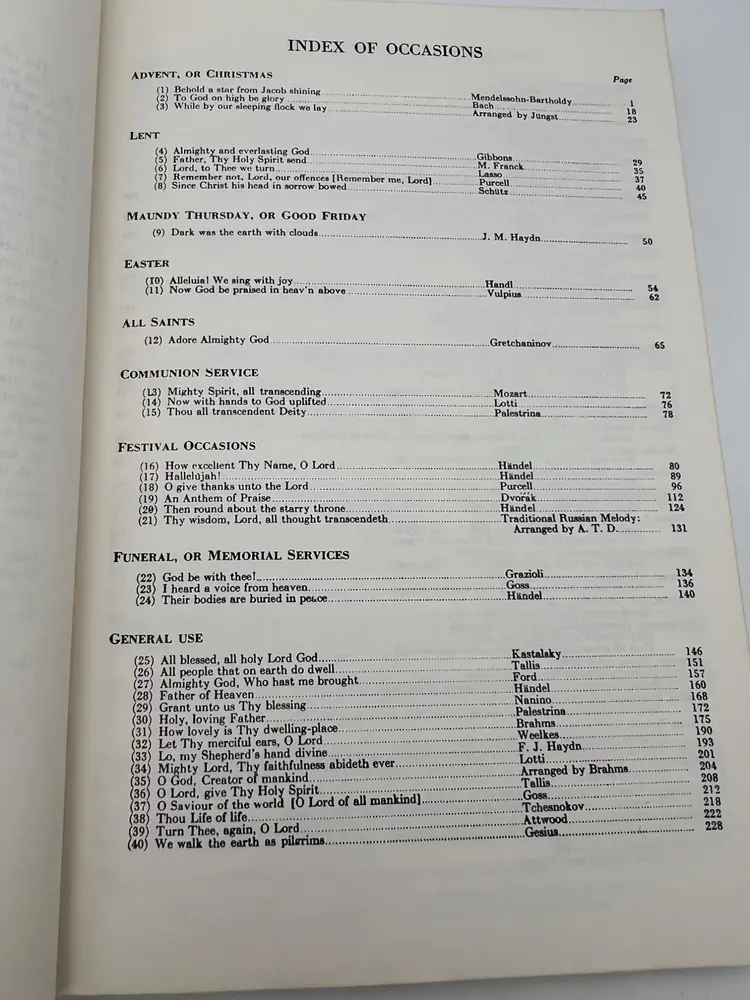 INDEX OF OCCASIONS
Page
ADVENT, OR CHRISTMAS
(1) Behold a star from Jacob shining Mendelssohn-Bartholdy 1
(2) To God on high be glory Bach 18
(3) While by our sleeping flock we lay Arranged by Jüngst 23
LENT
(4) Almighty and everlasting God Gibbons 29
(5) Father, Thy Holy Spirit send M. Franck 35
(6) Lord, to Thee we turn Lasso 37
(7) Remember not, Lord, our offences [Remember me, Lord] Purcell 40
(8) Since Christ his head in sorrow bowed Schütz 45
MAUNDY THURSDAY, OR GOOD FRIDAY
(9) Dark was the earth with clouds J. M. Haydn 50
EASTER
(10) Alleluia! We sing with joy Handl 54
(11) Now God be praised in heav'n above Vulpius 62
ALL SAINTS
(12) Adore Almighty God Gretchaninov 65
COMMUNION SERVICE
(13) Mighty Spirit, all transcending Mozart 72
(14) Now with hands to God uplifted Lotti 76
(15) Thou all transcendent Deity Palestrina 78
FESTIVAL OCCASIONS
(16) How excellent Thy Name, O Lord Händel 80
(17) Hallelujah! Händel 89
(18) O give thanks unto the Lord Purcell 96
(19) An Anthem of Praise Dvořák 112
(20) Then round about the starry throne Händel 124
(21) Thy wisdom, Lord, all thought transcendeth Traditional Russian Melody:
Arranged by A. T. D. 131
FUNERAL, OR MEMORIAL SERVICES
(22) God be with thee! Grazioli 134
(23) I heard a voice from heaven Goss 136
(24) Their bodies are buried in peace Händel 140
GENERAL USE
(25) All blessed, all holy Lord God Kastalsky 146
(26) All people that on earth do dwell Tallis 151
(27) Almighty God, Who hast me brought Ford 157
(28) Father of Heaven Händel 160
(29) Grant unto us Thy blessing Nanino 168
(30) Holy, loving Father Palestrina 172
(31) How lovely is Thy dwelling-place Brahms 175
(32) Let Thy merciful ears, O Lord Weelkes 190
(33) Lo, my Shepherd's hand divine F. J. Haydn 193
(34) Mighty Lord, Thy faithfulness abideth ever Lotti 201
(35) O God, Creator of mankind Arranged by Brahms 204
(36) O Lord, give Thy Holy Spirit Tallis 208
(37) O Saviour of the world [O Lord of all mankind] Goss 212
(38) Thou Life of life Tchesnokov 218
(39) Turn Thee, again, O Lord Attwood 222
(40) We walk the earth as pilgrims Gesius 228